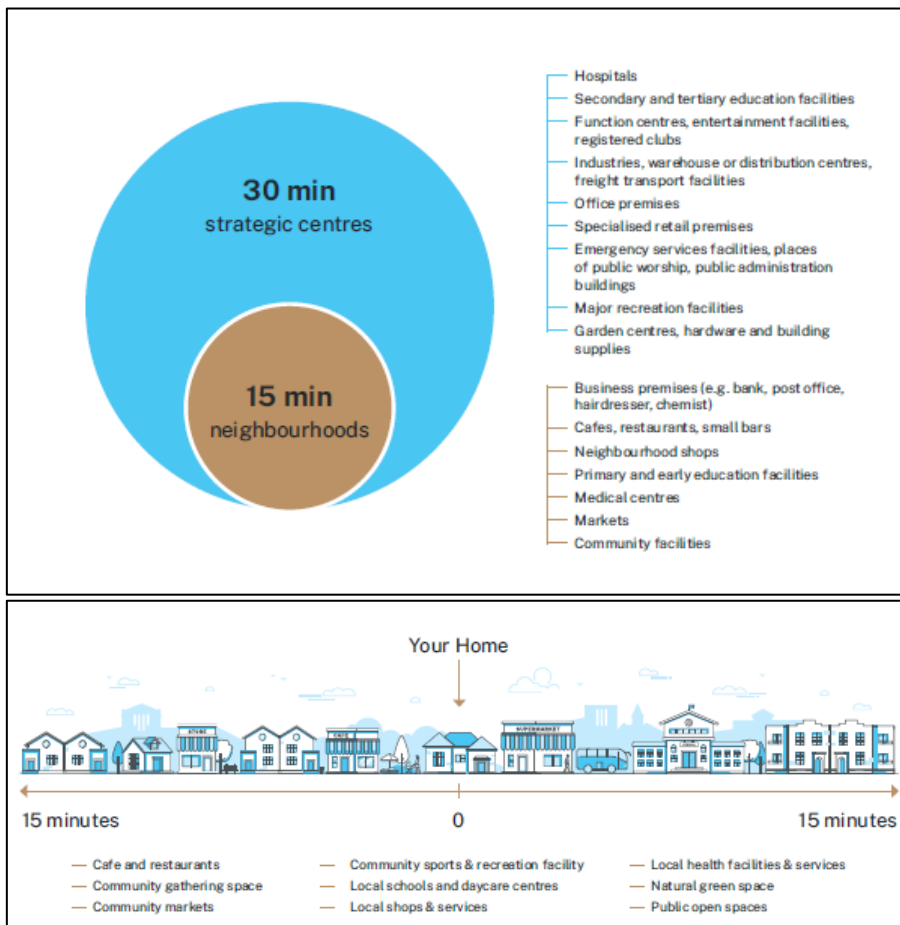 30 min
strategic centres
15 min
neighbourhoods
Hospitals
Secondary and tertiary education facilities
Function centres, entertainment facilities,
registered clubs
Industries, warehouse or distribution centres,
freight transport facilities
Office premises
Specialised retail premises
Emergency services facilities, places
of public worship, public administration
buildings
Major recreation facilities
Garden centres, hardware and building
supplies
Business premises (e.g. bank, post office,
hairdresser, chemist)
Cafes, restaurants, small bars
Neighbourhood shops
Primary and early education facilities
Medical centres
Markets
Community facilities
Your Home
STORE
CAFE
SUPERMARKET
15 minutes
0
15 minutes
Cafe and restaurants
Community gathering space
Community markets
Community sports & recreation facility
Local schools and daycare centres
Local shops & services
Local health facilities & services
Natural green space
Public open spaces